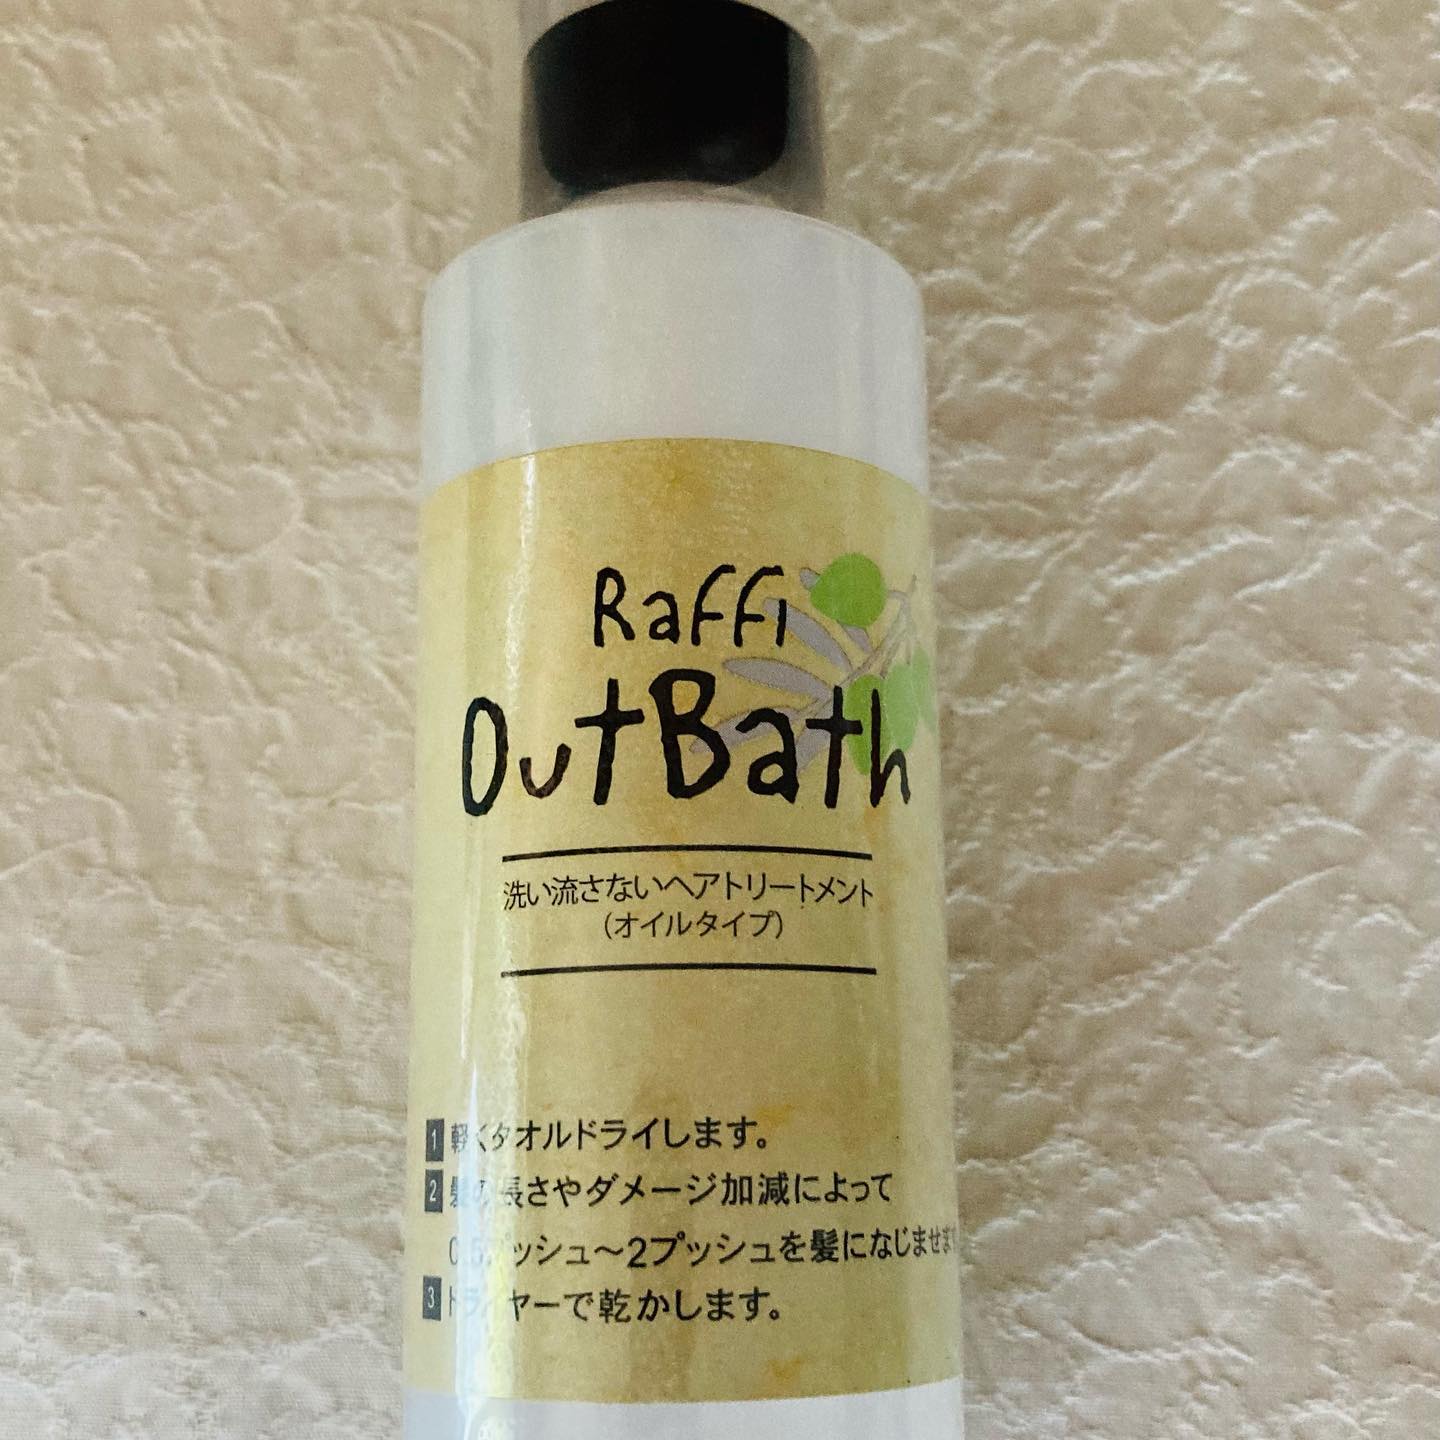 Raffi
OutBath
洗い流さないヘアトリートメント
(オイルタイプ)
1 軽くタオルドライします。
2 髪の長さやダメージ加減によって
0.5プッシュ〜2プッシュを髪になじませます
3 ドライヤーで乾かします。